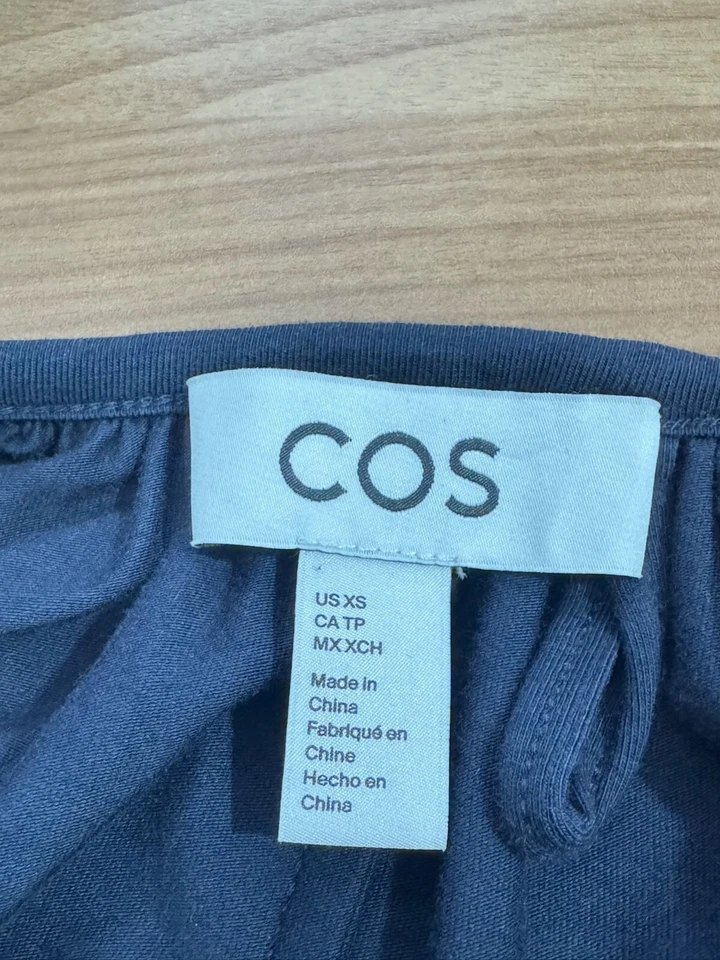 COS
US XS
CA TP
MX XCH
Made in
China
Fabriqué en
Chine
Hecho en
China